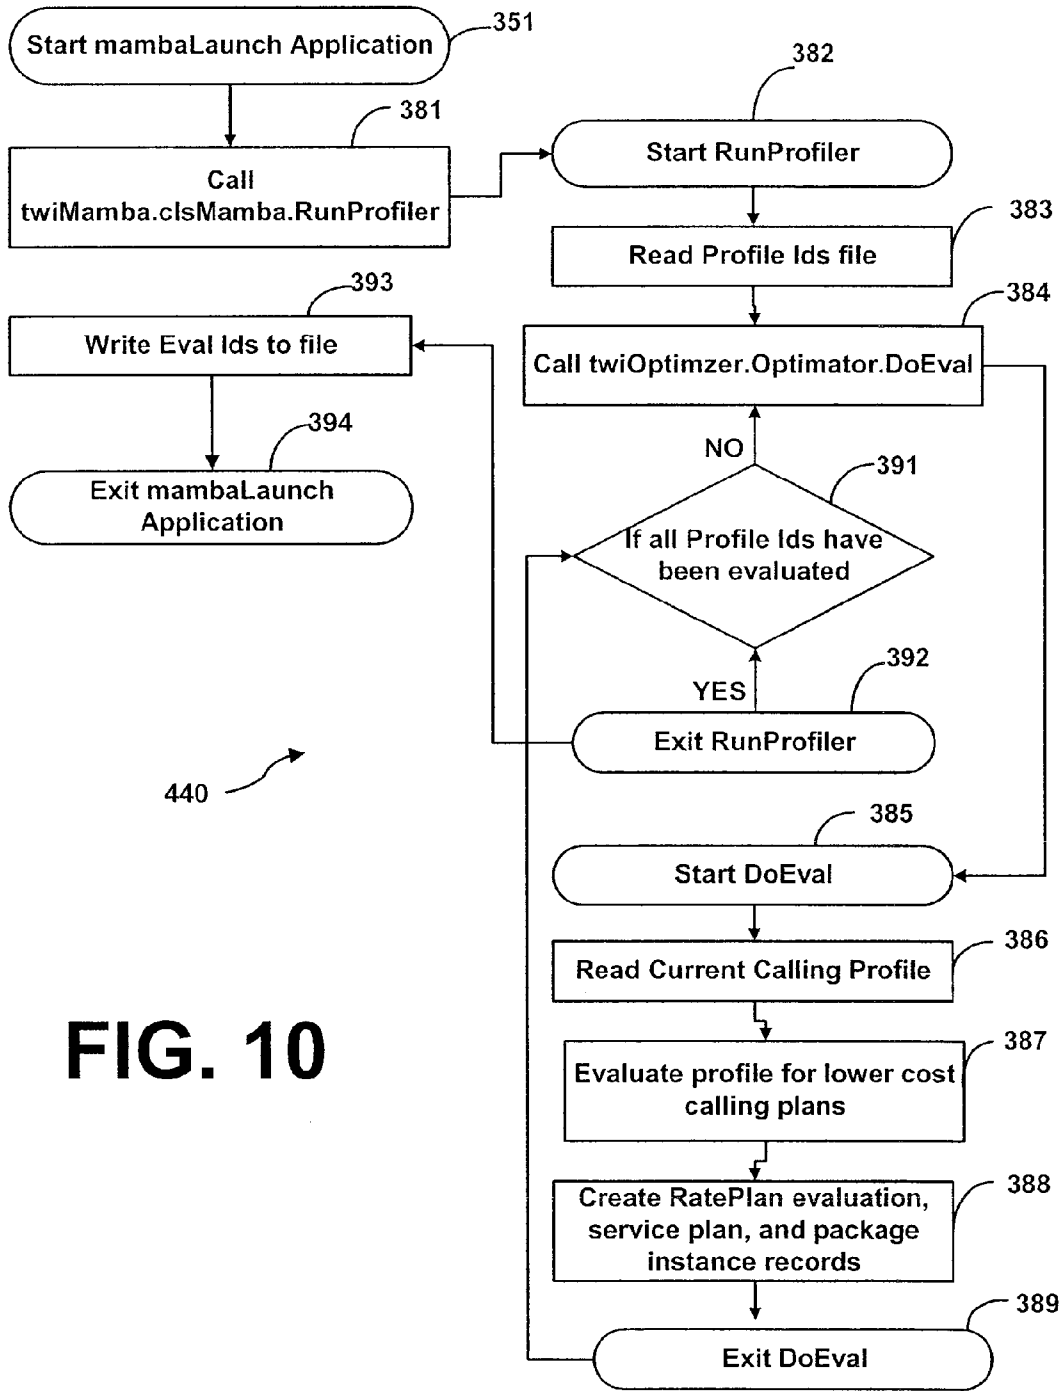 Start mambaLaunch Application
351
381
Call
twiMamba.clsMamba.RunProfiler
382
Start RunProfiler
383
Read Profile Ids file
384
Call twiOptimzer.Optimator.DoEval
393
Write Eval Ids to file
394
Exit mambaLaunch
Application
NO
391
If all Profile Ids have
been evaluated
YES
392
Exit RunProfiler
440
385
Start DoEval
386
Read Current Calling Profile
387
Evaluate profile for lower cost
calling plans
388
Create RatePlan evaluation,
service plan, and package
instance records
389
Exit DoEval
FIG. 10